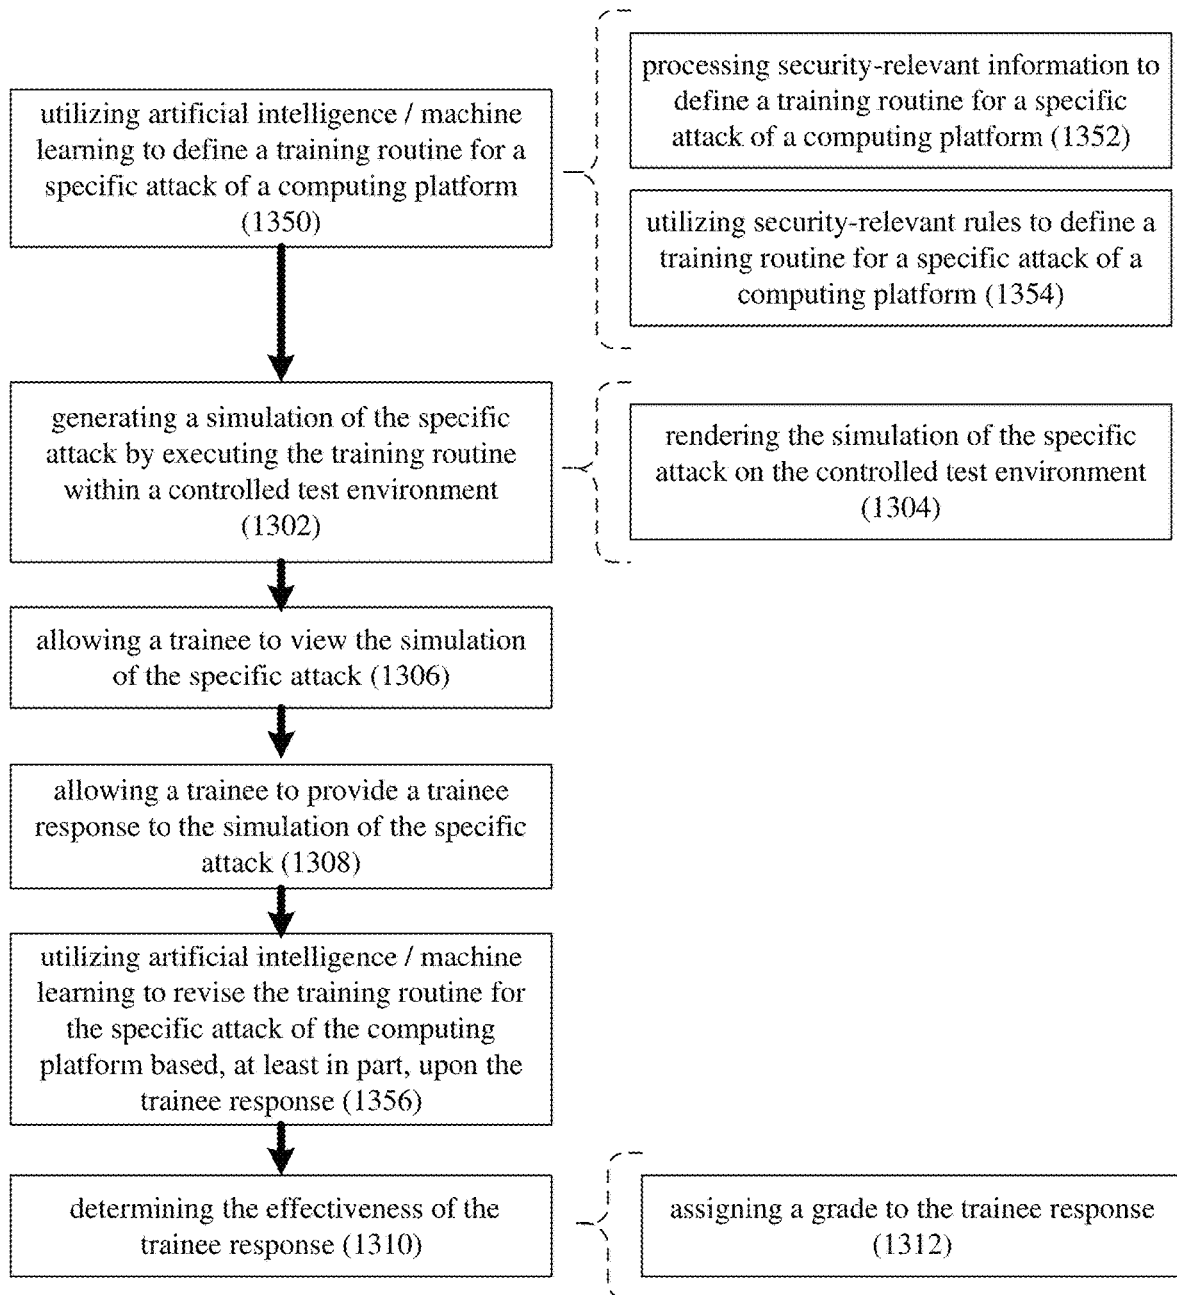 utilizing artificial intelligence / machine
learning to define a training routine for a
specific attack of a computing platform
(1350)
processing security-relevant information to
define a training routine for a specific
attack of a computing platform (1352)
utilizing security-relevant rules to define a
training routine for a specific attack of a
computing platform (1354)
generating a simulation of the specific
attack by executing the training routine
within a controlled test environment
(1302)
rendering the simulation of the specific
attack on the controlled test environment
(1304)
allowing a trainee to view the simulation
of the specific attack (1306)
allowing a trainee to provide a trainee
response to the simulation of the specific
attack (1308)
utilizing artificial intelligence / machine
learning to revise the training routine for
the specific attack of the computing
platform based, at least in part, upon the
trainee response (1356)
determining the effectiveness of the
trainee response (1310)
assigning a grade to the trainee response
(1312)